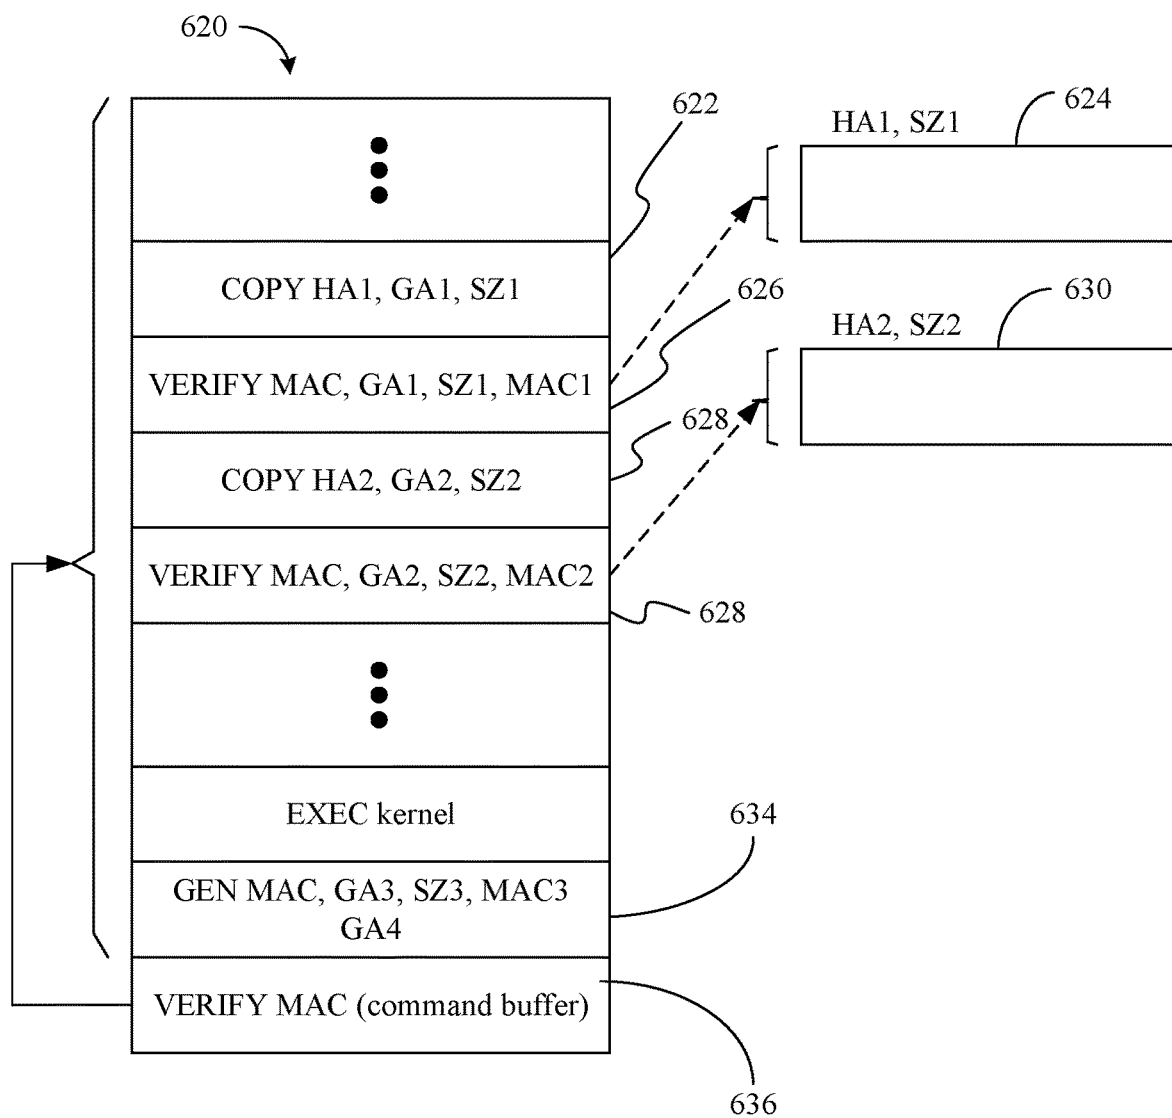 620
622
624
HA1, SZ1
COPY HA1, GA1, SZ1
626
630
HA2, SZ2
VERIFY MAC, GA1, SZ1, MAC1
628
COPY HA2, GA2, SZ2
VERIFY MAC, GA2, SZ2, MAC2
628
EXEC kernel
634
GEN MAC, GA3, SZ3, MAC3
GA4
VERIFY MAC (command buffer)
636